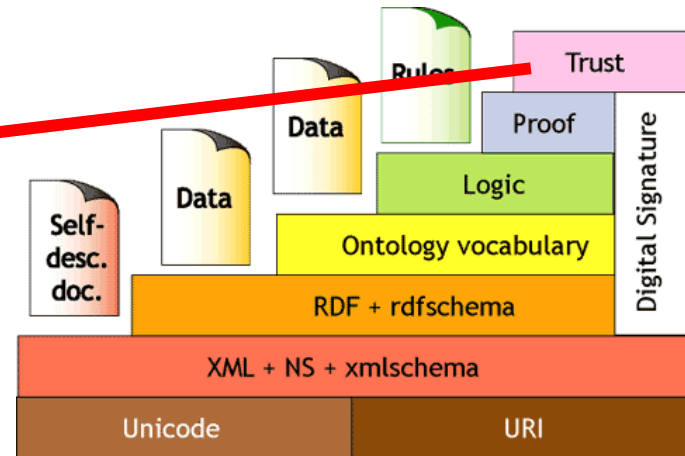 Rules
Trust
Data
Proof
Digital Signature
Data
Logic
Self-
desc.
doc.
Ontology vocabulary
RDF + rdfschema
XML + NS + xmlschema
Unicode
URI